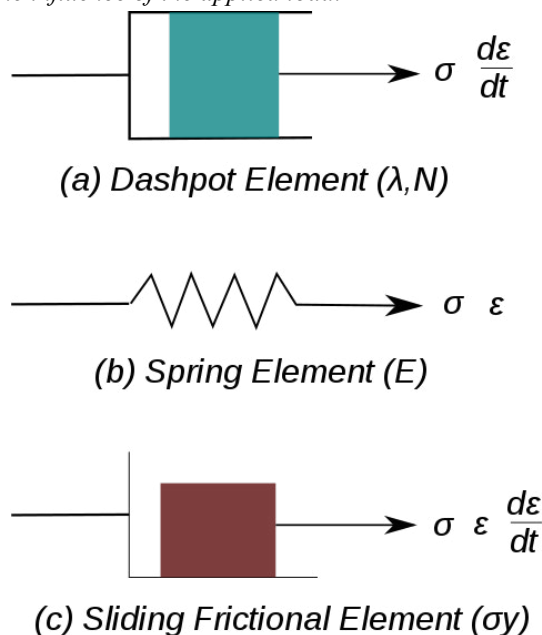 σ dε/dt
(a) Dashpot Element (λ,N)
σ ε
(b) Spring Element (E)
σ ε dε/dt
(c) Sliding Frictional Element (σy)